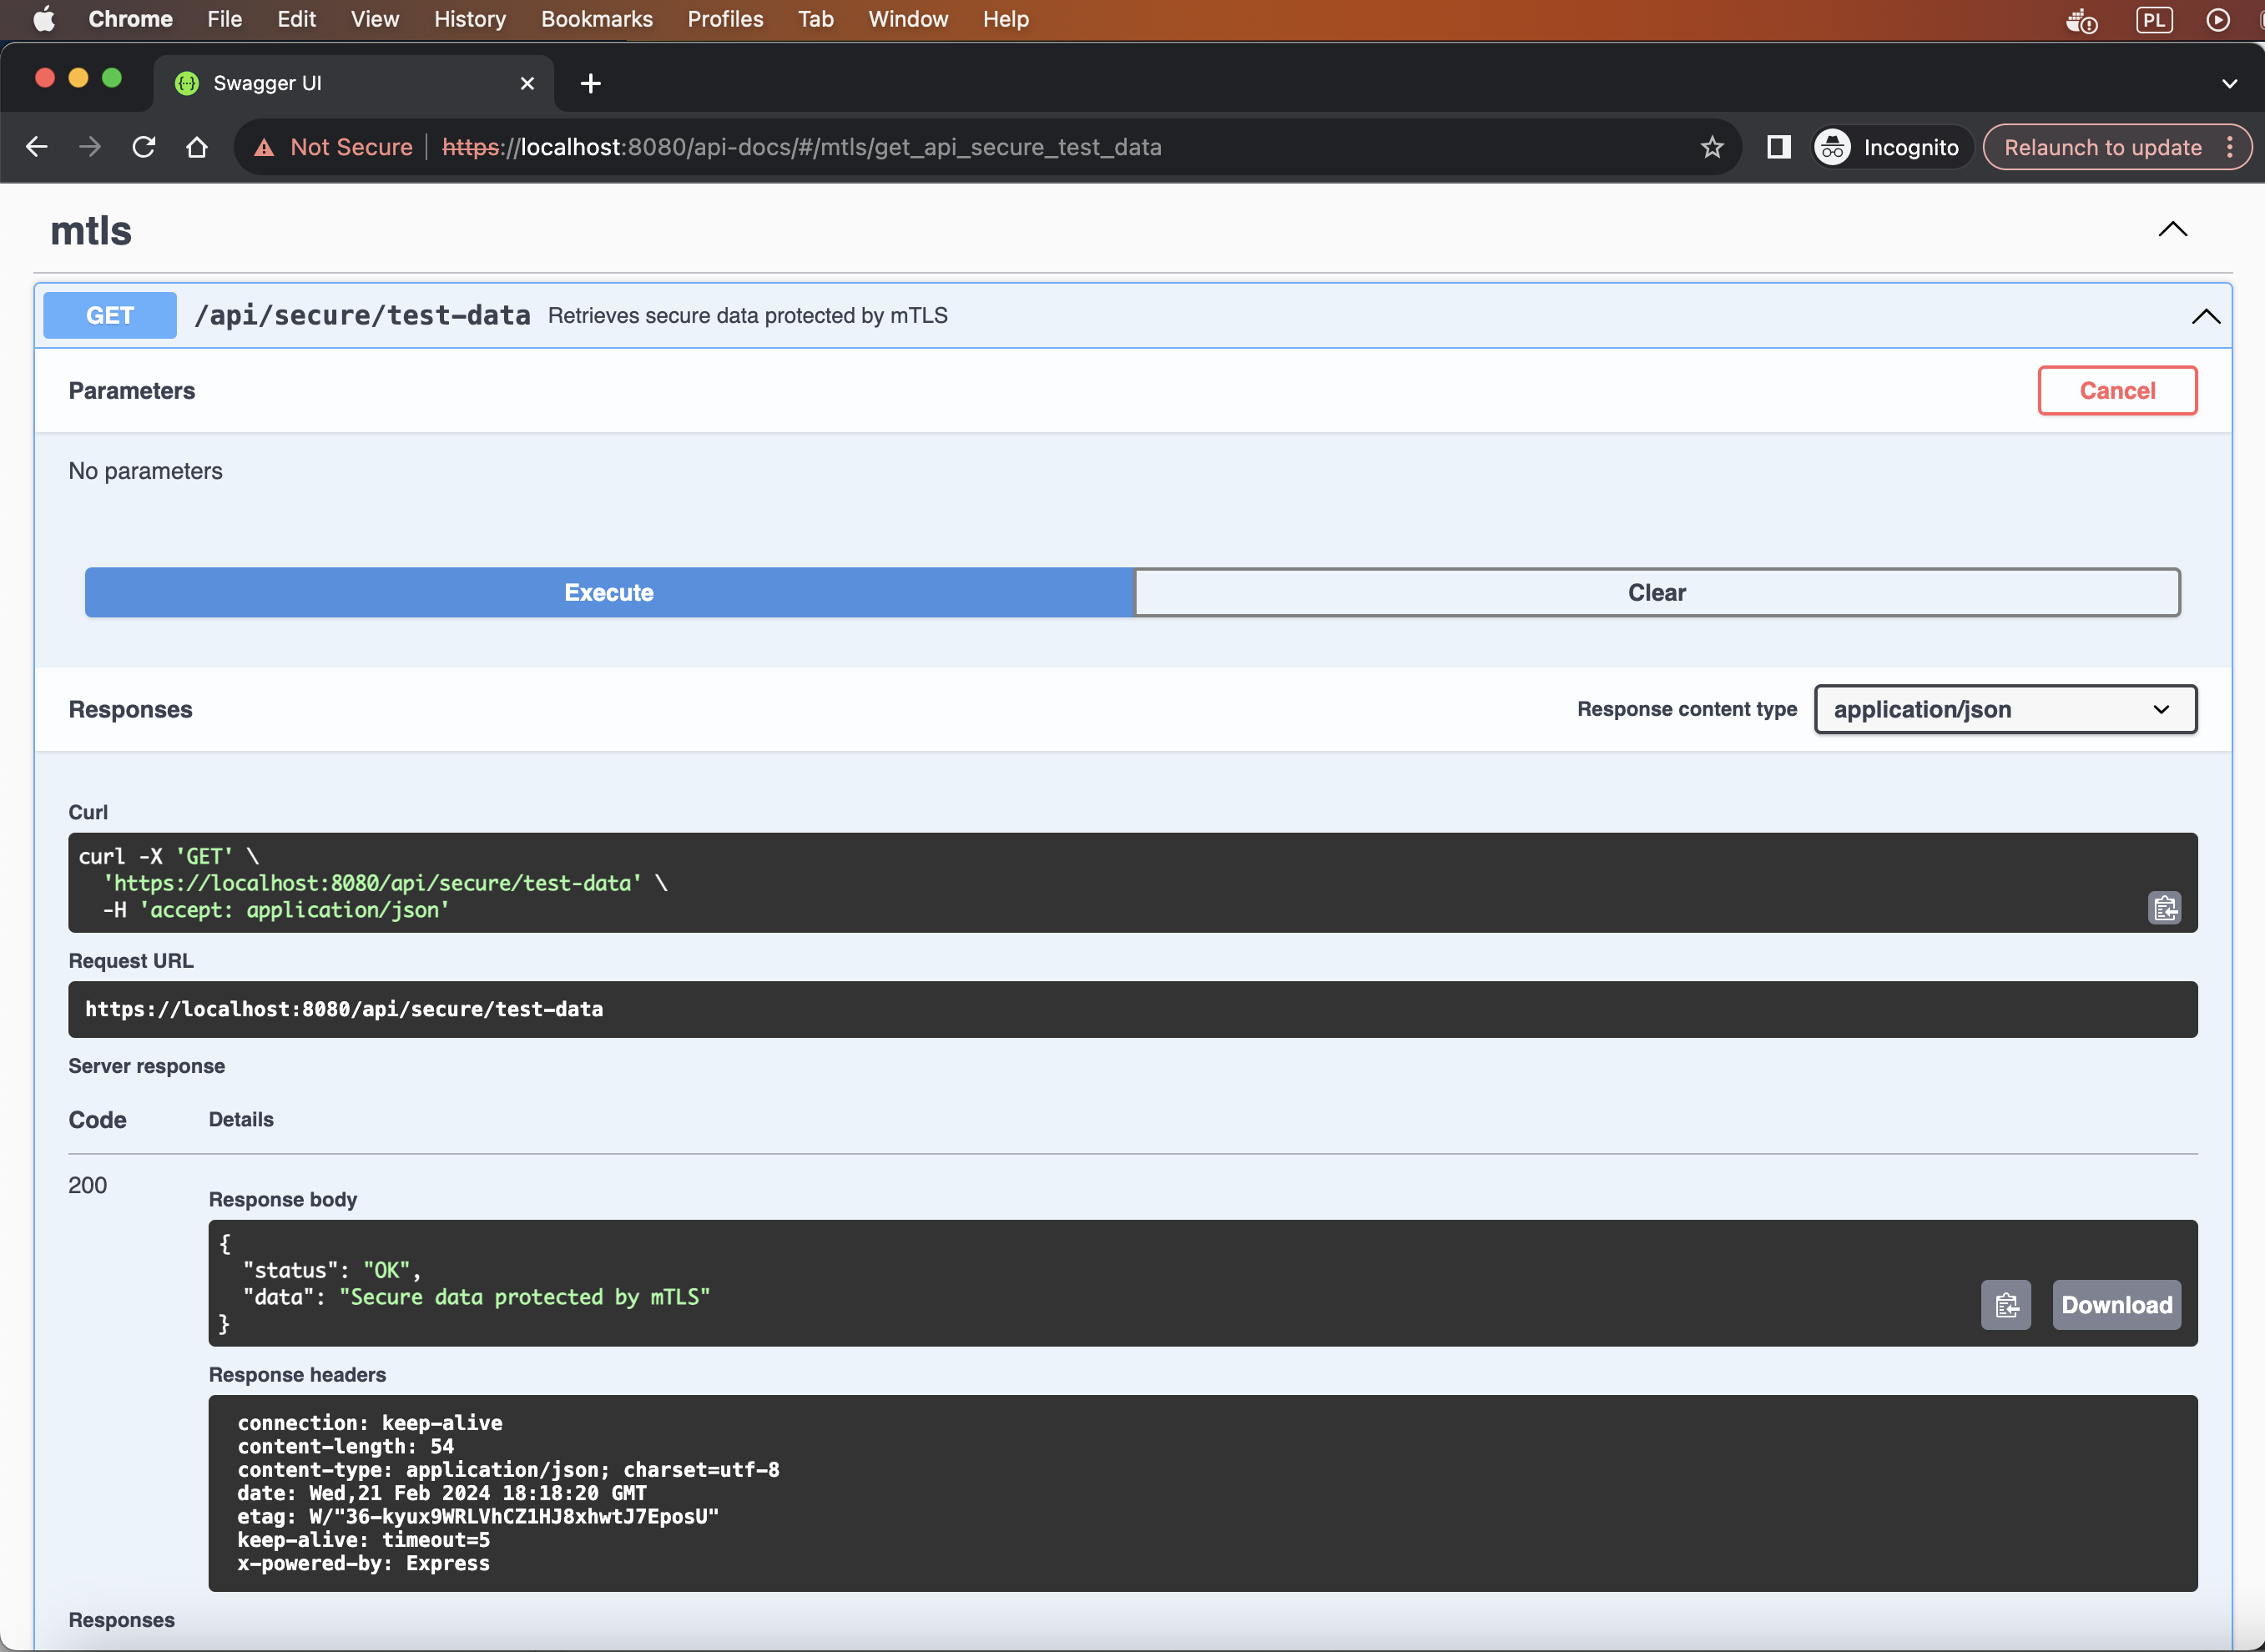 Chrome File Edit View History Bookmarks Profiles Tab Window Help PL
Swagger UI
Not Secure https://localhost:8080/api-docs/#/mtls/get_api_secure_test_data Incognito Relaunch to update
mtls
GET /api/secure/test-data Retrieves secure data protected by mTLS
Parameters Cancel
No parameters
Execute Clear
Responses Response content type application/json
Curl
curl -X 'GET' \
'https://localhost:8080/api/secure/test-data' \
-H 'accept: application/json'
Request URL
https://localhost:8080/api/secure/test-data
Server response
Code Details
200
Response body
{
"status": "OK",
"data": "Secure data protected by mTLS"
}
Download
Response headers
connection: keep-alive
content-length: 54
content-type: application/json; charset=utf-8
date: Wed,21 Feb 2024 18:18:20 GMT
etag: W/"36-kyux9WRLVhCZ1HJ8xhwtJ7EposU"
keep-alive: timeout=5
x-powered-by: Express
Responses